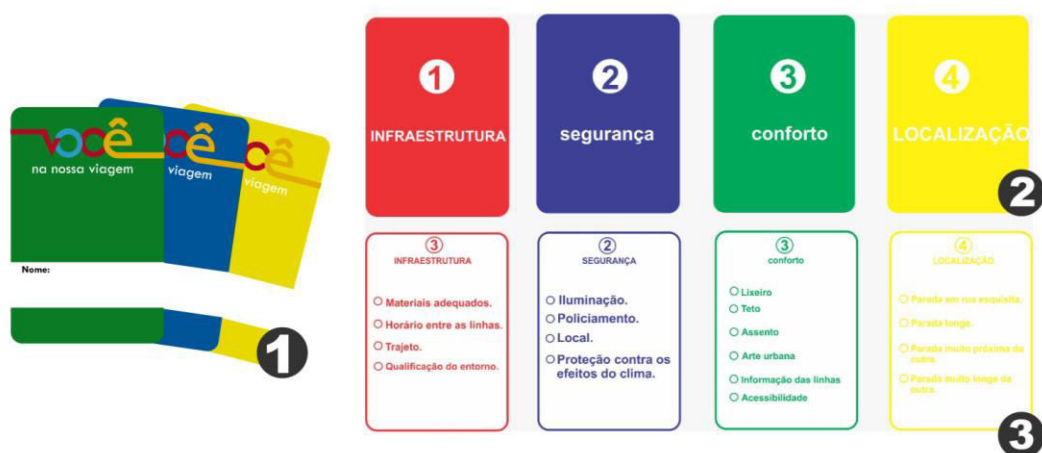 você
na nossa viagem
Nome:
ocê
viagem
cê
viagem
1
1
INFRAESTRUTURA
2
segurança
3
conforto
4
LOCALIZAÇÃO
2
3
INFRAESTRUTURA
Materiais adequados.
Horário entre as linhas.
Trajeto.
Qualificação do entorno.
2
SEGURANÇA
Iluminação.
Policiamento.
Local.
Proteção contra os
efeitos do clima.
3
conforto
Lixeiro
Teto
Assento
Arte urbana
Informação das linhas
Acessibilidade
4
LOCALIZAÇÃO
Parada em rua esquisita.
Parada longe.
Parada muito próxima da
outra.
Parada muito longe da
outra.
3